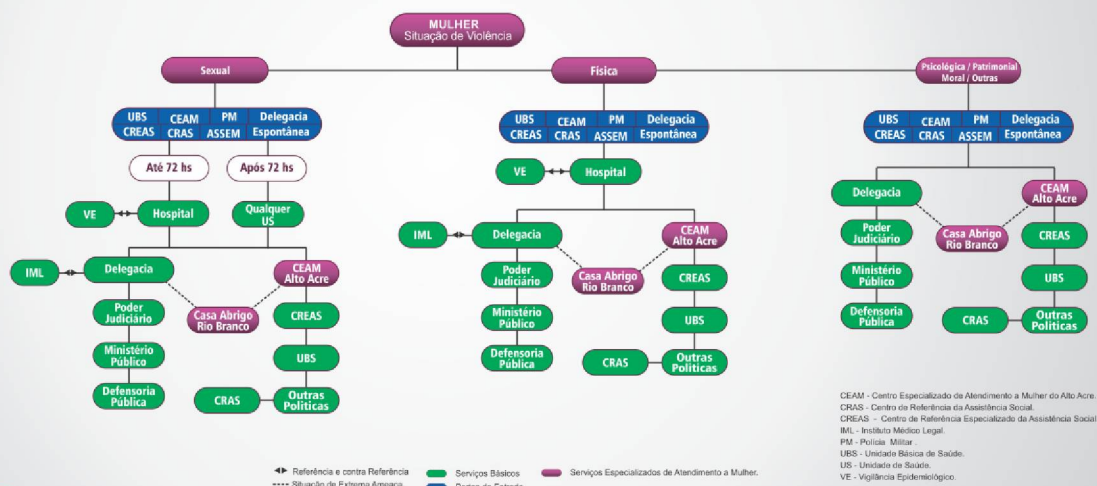 MULHER
Situação de Violência
Sexual
UBS CEAM PM Delegacia
CREAS CRAS ASSEM Espontânea
Até 72 hs
Após 72 hs
VE
Hospital
Qualquer
US
IML
Delegacia
CEAM
Alto Acre
Poder
Judiciário
Casa Abrigo
Rio Branco
CREAS
Ministério
Público
UBS
Defensoria
Pública
CRAS
Outras
Políticas
Física
UBS CEAM PM Delegacia
CREAS CRAS ASSEM Espontânea
VE
Hospital
IML
Delegacia
CEAM
Alto Acre
Poder
Judiciário
Casa Abrigo
Rio Branco
CREAS
Ministério
Público
UBS
Defensoria
Pública
CRAS
Outras
Políticas
Psicológica / Patrimonial
Moral / Outras
UBS CEAM PM Delegacia
CREAS CRAS ASSEM Espontânea
Delegacia
CEAM
Alto Acre
Poder
Judiciário
Casa Abrigo
Rio Branco
CREAS
Ministério
Público
UBS
Defensoria
Pública
CRAS
Outras
Políticas
Referência e contra Referência
Serviços Básicos
Serviços Especializados de Atendimento a Mulher.
Situação de Extrema Ameaça
CEAM - Centro Especializado de Atendimento a Mulher do Alto Acre.
CRAS - Centro de Referência da Assistência Social.
CREAS - Centro de Referência Especializado da Assistência Social
IML - Instituto Médico Legal.
PM - Polícia Militar .
UBS - Unidade Básica de Saúde.
US - Unidade de Saúde.
VE - Vigilância Epidemiológico.